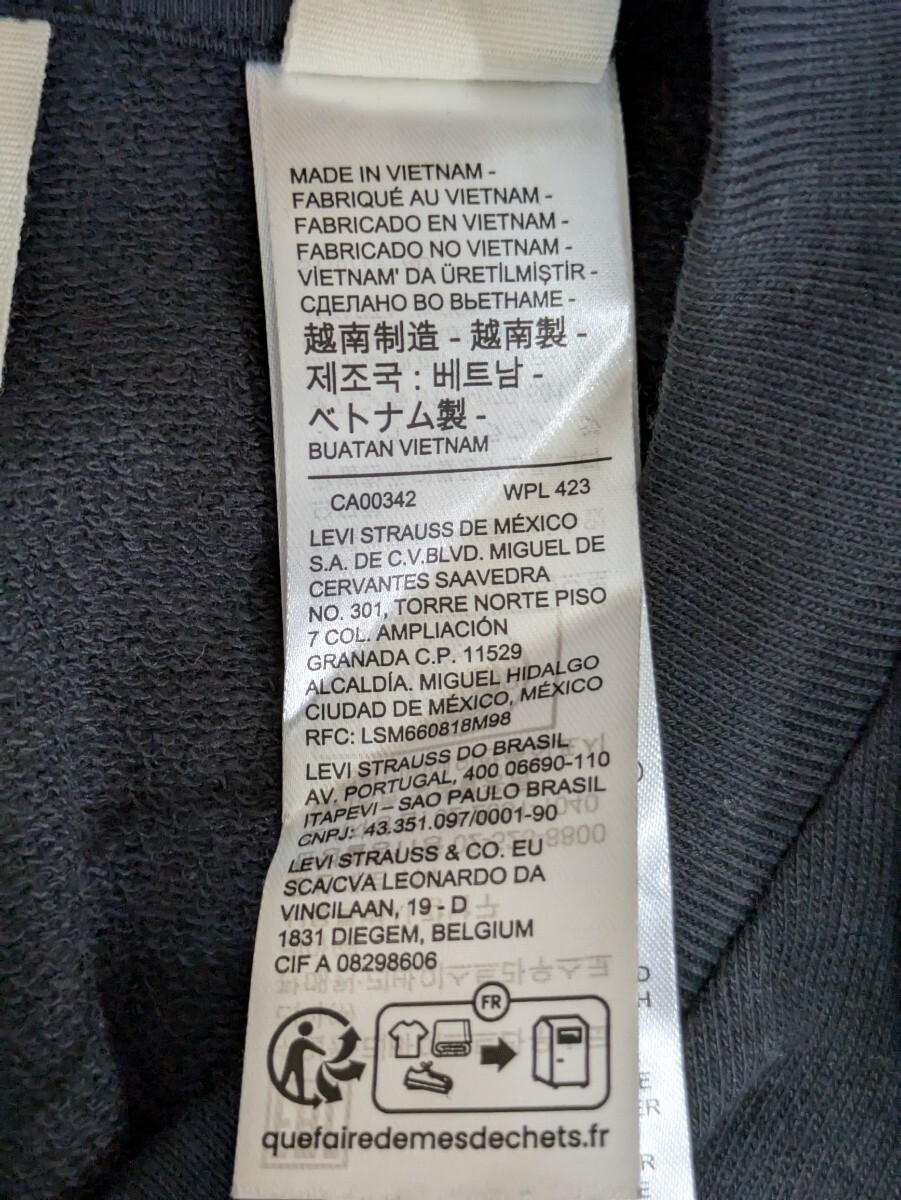 MADE IN VIETNAM -
FABRIQUÉ AU VIETNAM -
FABRICADO EN VIETNAM -
FABRICADO NO VIETNAM -
VİETNAM' DA ÜRETİLMİŞTİR -
СДЕЛАНО ВО ВЬЕТНАМЕ -
越南制造 - 越南製 -
제조국 : 베트남 -
ベトナム製 -
BUATAN VIETNAM
CA00342 WPL 423
LEVI STRAUSS DE MÉXICO
S.A. DE C.V.BLVD. MIGUEL DE
CERVANTES SAAVEDRA
NO. 301, TORRE NORTE PISO
7 COL. AMPLIACIÓN
GRANADA C.P. 11529
ALCALDÍA. MIGUEL HIDALGO
CIUDAD DE MÉXICO, MÉXICO
RFC: LSM660818M98
LEVI STRAUSS DO BRASIL
AV. PORTUGAL, 400 06690-110
ITAPEVI – SAO PAULO BRASIL
CNPJ: 43.351.097/0001-90
LEVI STRAUSS & CO. EU
SCA/CVA LEONARDO DA
VINCILAAN, 19 - D
1831 DIEGEM, BELGIUM
CIF A 08298606
FR
quefairedemesdechets.fr